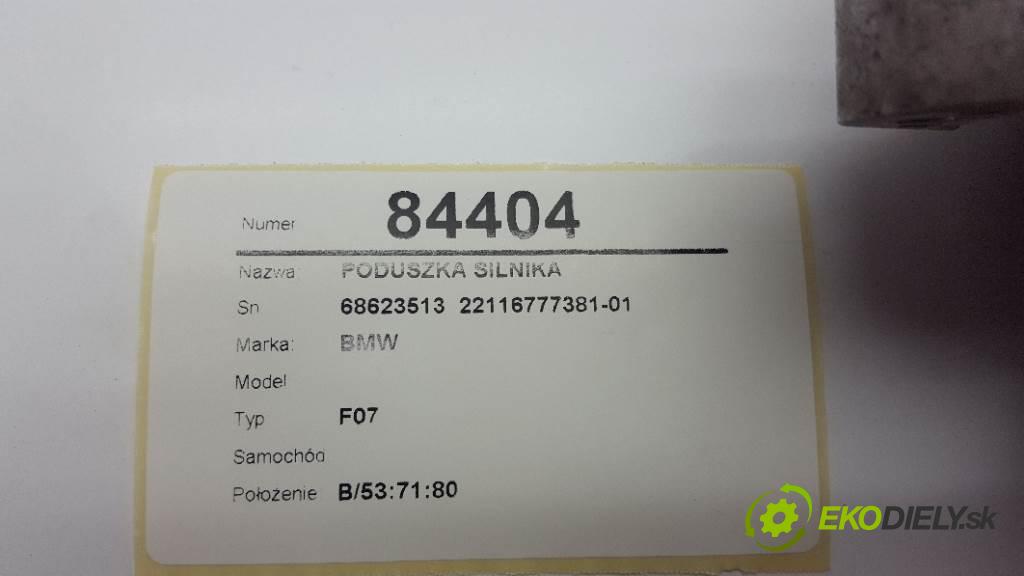 Numer 84404
Nazwa: PODUSZKA SILNIKA
Sn 68623513 22116777381-01
Marka: BMW
Model
Typ F07
Samochód
Położenie B/53:71:80
EKODIELY.sk